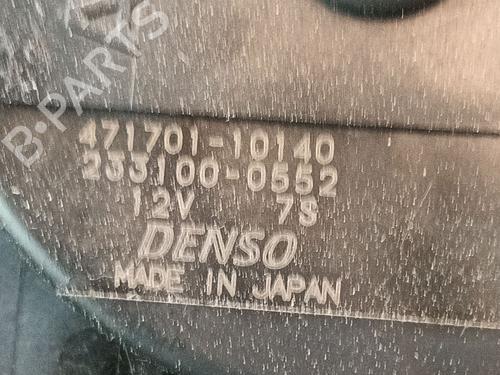 B·PARTS
471701-10140
233100-0552
12V 7S
DENSO
MADE IN JAPAN